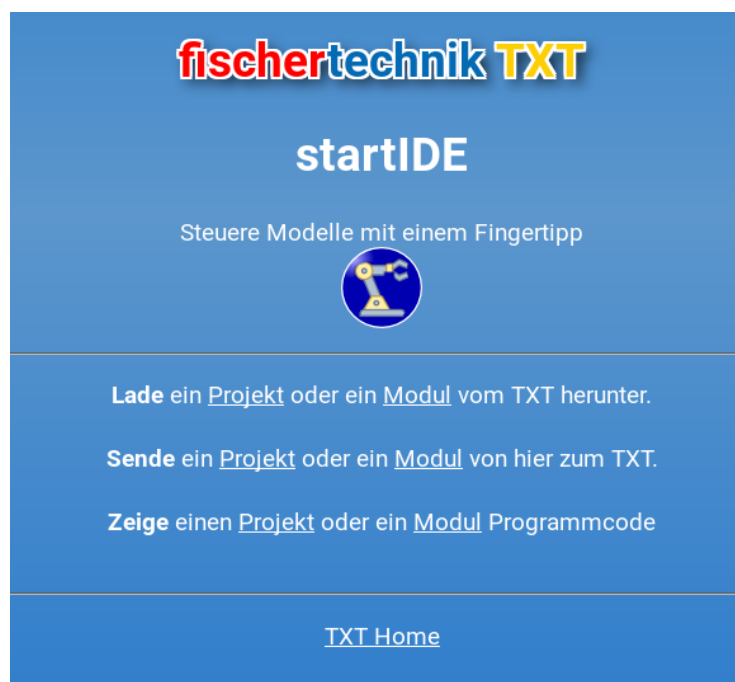 fischertechnik TXT
startIDE
Steuere Modelle mit einem Fingertipp
Lade ein Projekt oder ein Modul vom TXT herunter.
Sende ein Projekt oder ein Modul von hier zum TXT.
Zeige einen Projekt oder ein Modul Programmcode
TXT Home